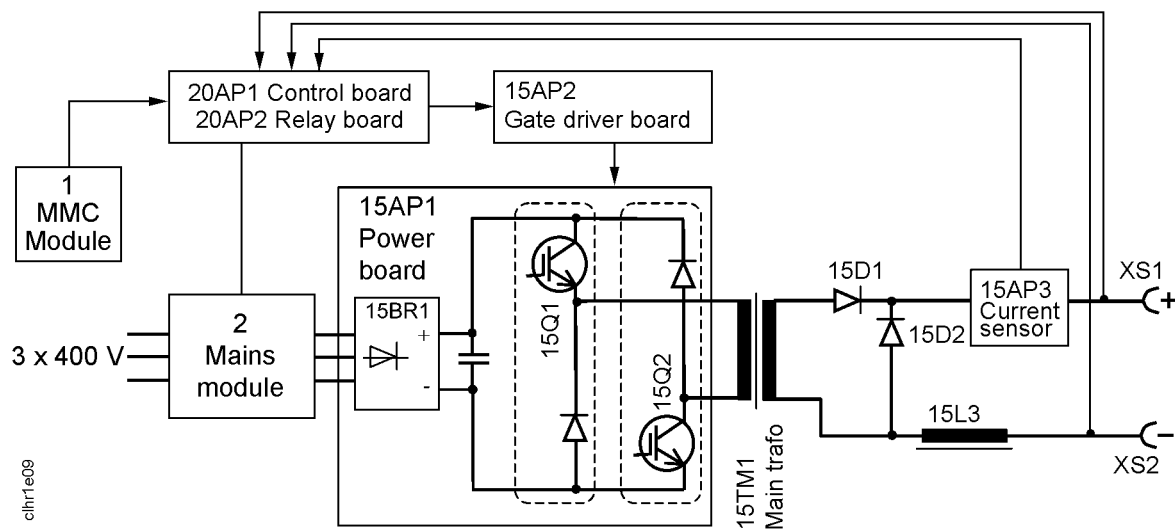 20AP1 Control board
20AP2 Relay board
15AP2
Gate driver board
1
MMC
Module
15AP1
Power
board
15BR1
+
-
15Q1
15Q2
2
Mains
module
3 x 400 V
15TM1
Main trafo
15D1
15D2
15AP3
Current
sensor
XS1
+
15L3
−
XS2
clhr1e09